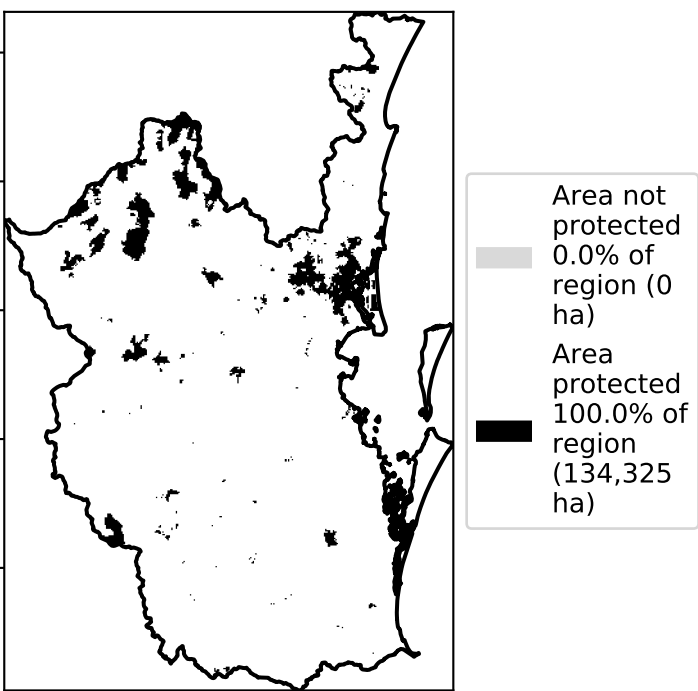 Area not
protected
0.0% of
region (0
ha)
Area
protected
100.0% of
region
(134,325
ha)